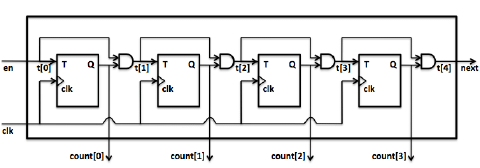 en t[0] T Q clk t[1] T Q clk t[2] T Q clk t[3] T Q clk t[4] next
clk
count[0] count[1] count[2] count[3]